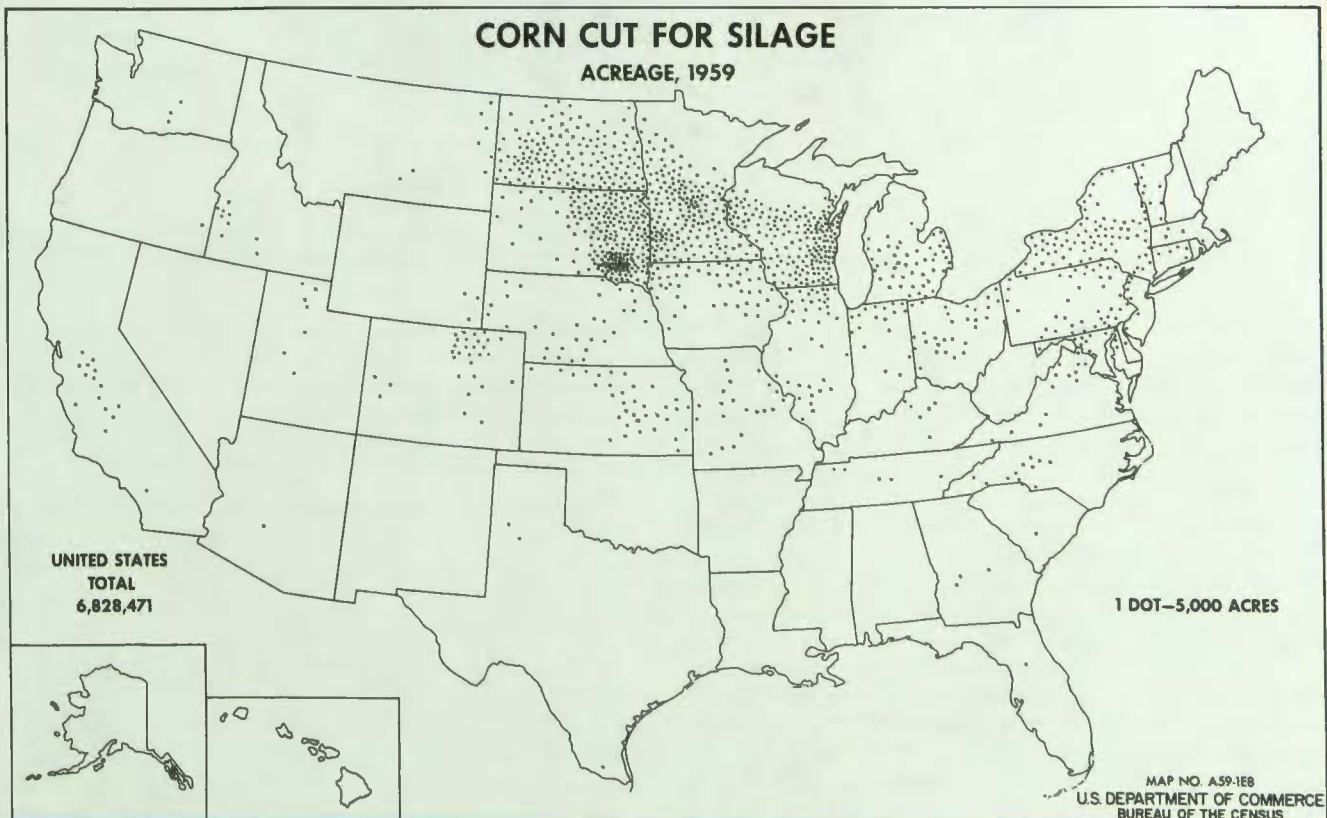 CORN CUT FOR SILAGE
ACREAGE, 1959
UNITED STATES
TOTAL
6,828,471
1 DOT—5,000 ACRES
MAP NO. A59-1E8
U.S. DEPARTMENT OF COMMERCE
BUREAU OF THE CENSUS